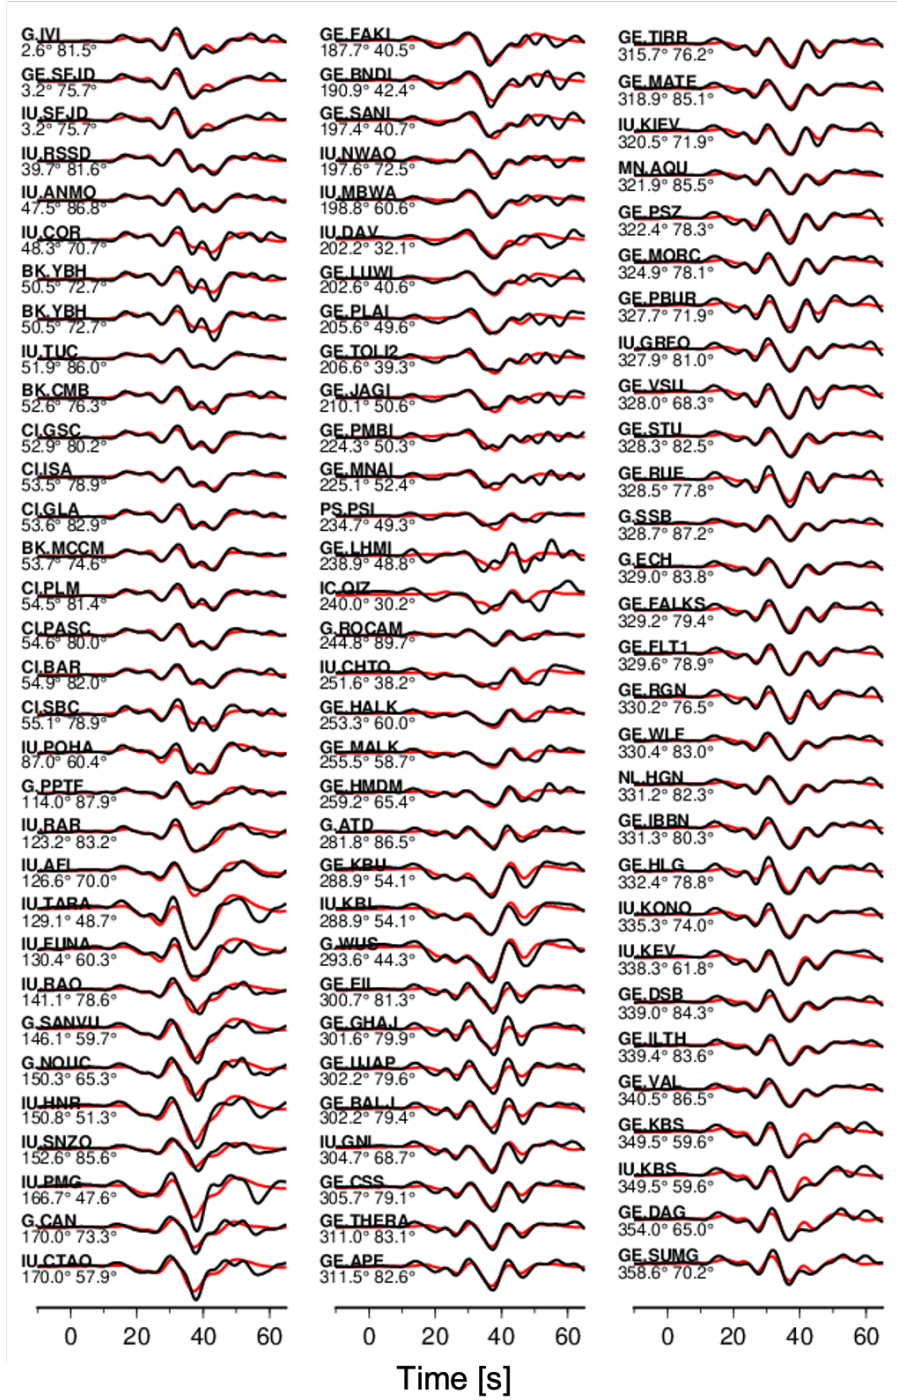 G.IVI
2.6° 81.5°
GE.SFJD
3.2° 75.7°
IU.SFJD
3.2° 75.7°
IU.RSSD
39.7° 81.6°
IU.ANMO
47.5° 86.8°
IU.COR
48.3° 70.7°
BK.YBH
50.5° 72.7°
BK.YBH
50.5° 72.7°
IU.TUC
51.9° 86.0°
BK.CMB
52.6° 76.3°
CI.GSC
52.9° 80.2°
CI.ISA
53.5° 78.9°
CI.GLA
53.6° 82.9°
BK.MCCM
53.7° 74.6°
CI.PLM
54.5° 81.4°
CI.PASC
54.6° 80.0°
CI.BAR
54.9° 82.0°
CI.SBC
55.1° 78.9°
IU.POHA
87.0° 60.4°
G.PPTF
114.0° 87.9°
IU.RAR
123.2° 83.2°
IU.AFI
126.6° 70.0°
IU.TARA
129.1° 48.7°
IU.FUNA
130.4° 60.3°
IU.RAO
141.1° 78.6°
G.SANVU
146.1° 59.7°
G.NOUC
150.3° 65.3°
IU.HNR
150.8° 51.3°
IU.SNZO
152.6° 85.6°
IU.PMG
166.7° 47.6°
G.CAN
170.0° 73.3°
IU.CTAO
170.0° 57.9°
0 20 40 60
GE.FAKI
187.7° 40.5°
GE.BNDI
190.9° 42.4°
GE.SANI
197.4° 40.7°
IU.NWAO
197.6° 72.5°
IU.MBWA
198.8° 60.6°
IU.DAV
202.2° 32.1°
GE.LUWI
202.6° 40.6°
GE.PLAI
205.6° 49.6°
GE.TOLI2
206.6° 39.3°
GE.JAGI
210.1° 50.6°
GE.PMBI
224.3° 50.3°
GE.MNAI
225.1° 52.4°
PS.PSI
234.7° 49.3°
GE.LHMI
238.9° 48.8°
IC.QIZ
240.0° 30.2°
G.ROCAM
244.8° 89.7°
IU.CHTO
251.6° 38.2°
GE.HALK
253.3° 60.0°
GE.MALK
255.5° 58.7°
GE.HMDM
259.2° 65.4°
G.ATD
281.8° 86.5°
GE.KBU
288.9° 54.1°
IU.KBL
288.9° 54.1°
G.WUS
293.6° 44.3°
GE.EIL
300.7° 81.3°
GE.GHAJ
301.6° 79.9°
GE.UJAP
302.2° 79.6°
GE.BALJ
302.2° 79.4°
IU.GNI
304.7° 68.7°
GE.CSS
305.7° 79.1°
GE.THERA
311.0° 83.1°
GE.APE
311.5° 82.6°
0 20 40 60
GE.TIRR
315.7° 76.2°
GE.MATE
318.9° 85.1°
IU.KIEV
320.5° 71.9°
MN.AQU
321.9° 85.5°
GE.PSZ
322.4° 78.3°
GE.MORC
324.9° 78.1°
GE.PBUR
327.7° 71.9°
IU.GRFO
327.9° 81.0°
GE.VSU
328.0° 68.3°
GE.STU
328.3° 82.5°
GE.RUE
328.5° 77.8°
G.SSB
328.7° 87.2°
G.ECH
329.0° 83.8°
GE.FALKS
329.2° 79.4°
GE.FLT1
329.6° 78.9°
GE.RGN
330.2° 76.5°
GE.WLF
330.4° 83.0°
NL.HGN
331.2° 82.3°
GE.IBBN
331.3° 80.3°
GE.HLG
332.4° 78.8°
IU.KONO
335.3° 74.0°
IU.KEV
338.3° 61.8°
GE.DSB
339.0° 84.3°
GE.ILTH
339.4° 83.6°
GE.VAL
340.5° 86.5°
GE.KBS
349.5° 59.6°
IU.KBS
349.5° 59.6°
GE.DAG
354.0° 65.0°
GE.SUMG
358.6° 70.2°
0 20 40 60
Time [s]